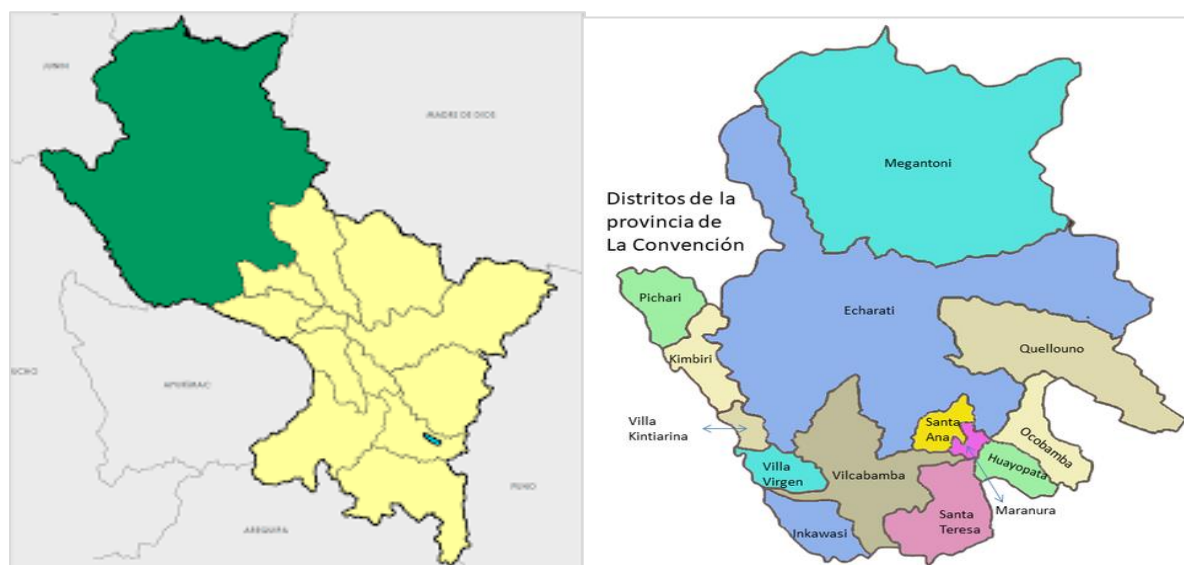 JUNIN
MADRE DE DIOS
UCHO
APURIMAC
PUNO
AREQUIPA
Distritos de la
provincia de
La Convención
Megantoni
Pichari
Echarati
Kimbiri
Quellouno
Villa
Kintiarina
Santa
Ana
Ocobamba
Villa
Virgen
Vilcabamba
Huayopata
Maranura
Santa
Teresa
Inkawasi